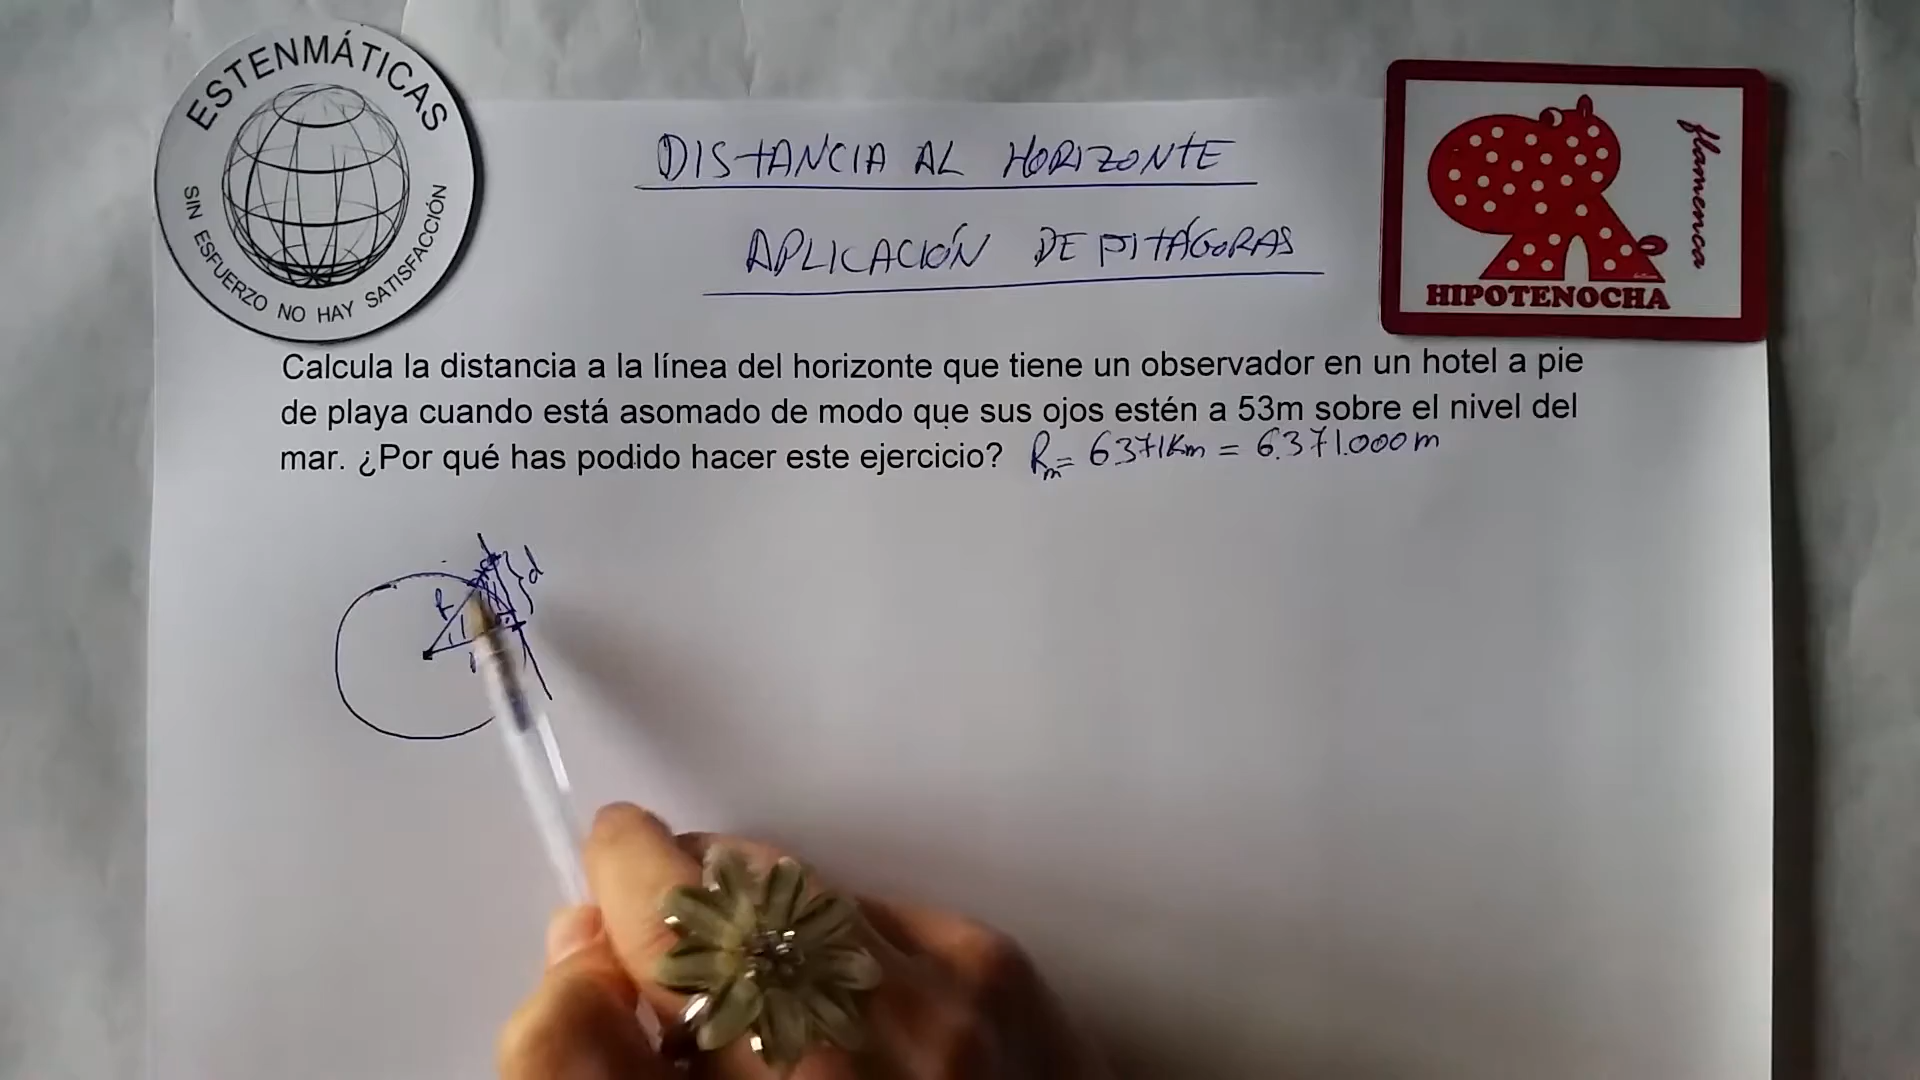 ESTENMÁTICAS
SIN ESFUERZO NO HAY SATISFACCIÓN
DISTANCIA AL HORIZONTE
APLICACIÓN DE PITÁGORAS
flamenca
HIPOTENOCHA
Calcula la distancia a la línea del horizonte que tiene un observador en un hotel a pie
de playa cuando está asomado de modo que sus ojos estén a 53m sobre el nivel del
mar. ¿Por qué has podido hacer este ejercicio? Rm = 6371Km = 6.371.000m
d
R